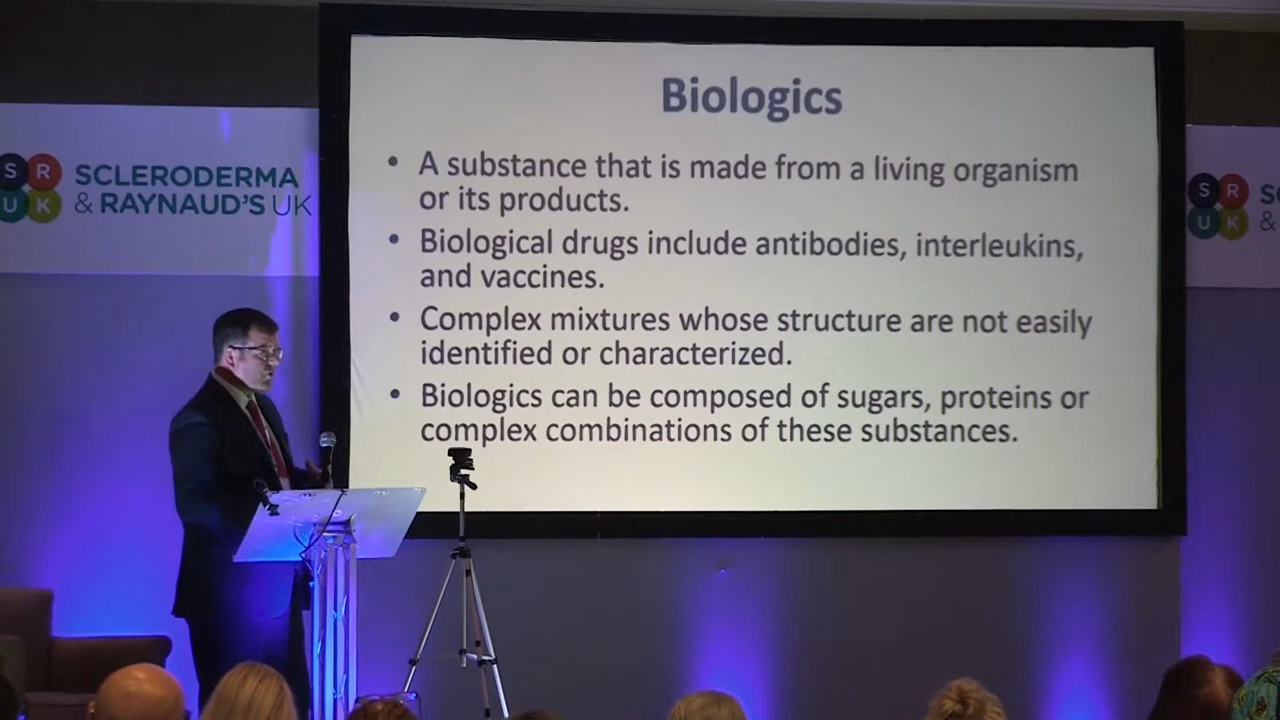 Biologics
• A substance that is made from a living organism
or its products.
• Biological drugs include antibodies, interleukins,
and vaccines.
• Complex mixtures whose structure are not easily
identified or characterized.
• Biologics can be composed of sugars, proteins or
complex combinations of these substances.
S R
U K
SCLERODERMA
& RAYNAUD'S UK
S R
U K
S
&